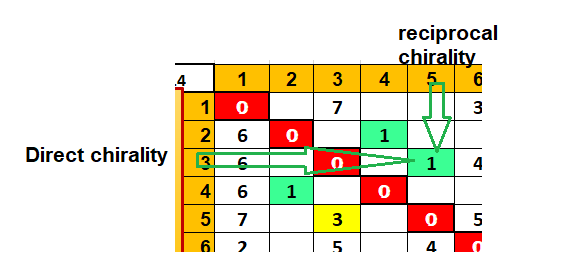 reciprocal
chirality
.4 1 2 3 4 5 6
1 0 7 3
2 6 0 1
Direct chirality
3 6 0 1 4
4 6 1 0
5 7 3 0 5
6 2 5 4 0